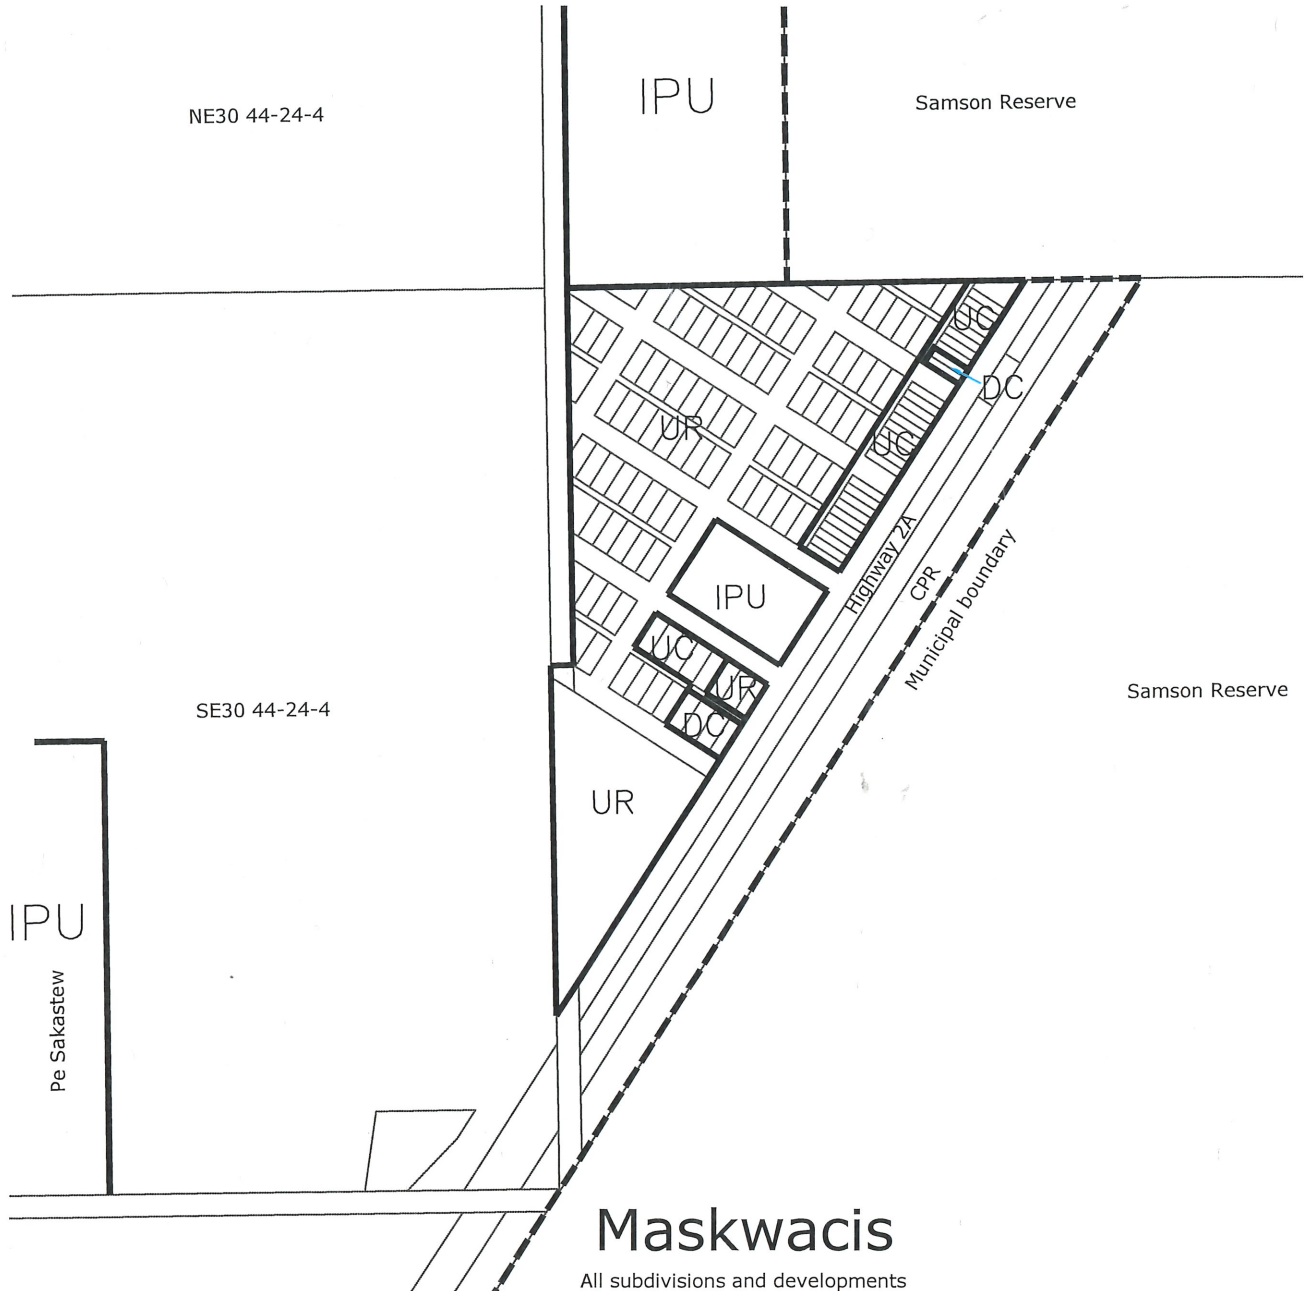 IPU
NE30 44-24-4
Samson Reserve
UC
DC
UR
UC
Highway 2A
CPR
Municipal boundary
IPU
UC
UR
DC
SE30 44-24-4
Samson Reserve
UR
IPU
Pe Sakastew
Maskwacis
All subdivisions and developments